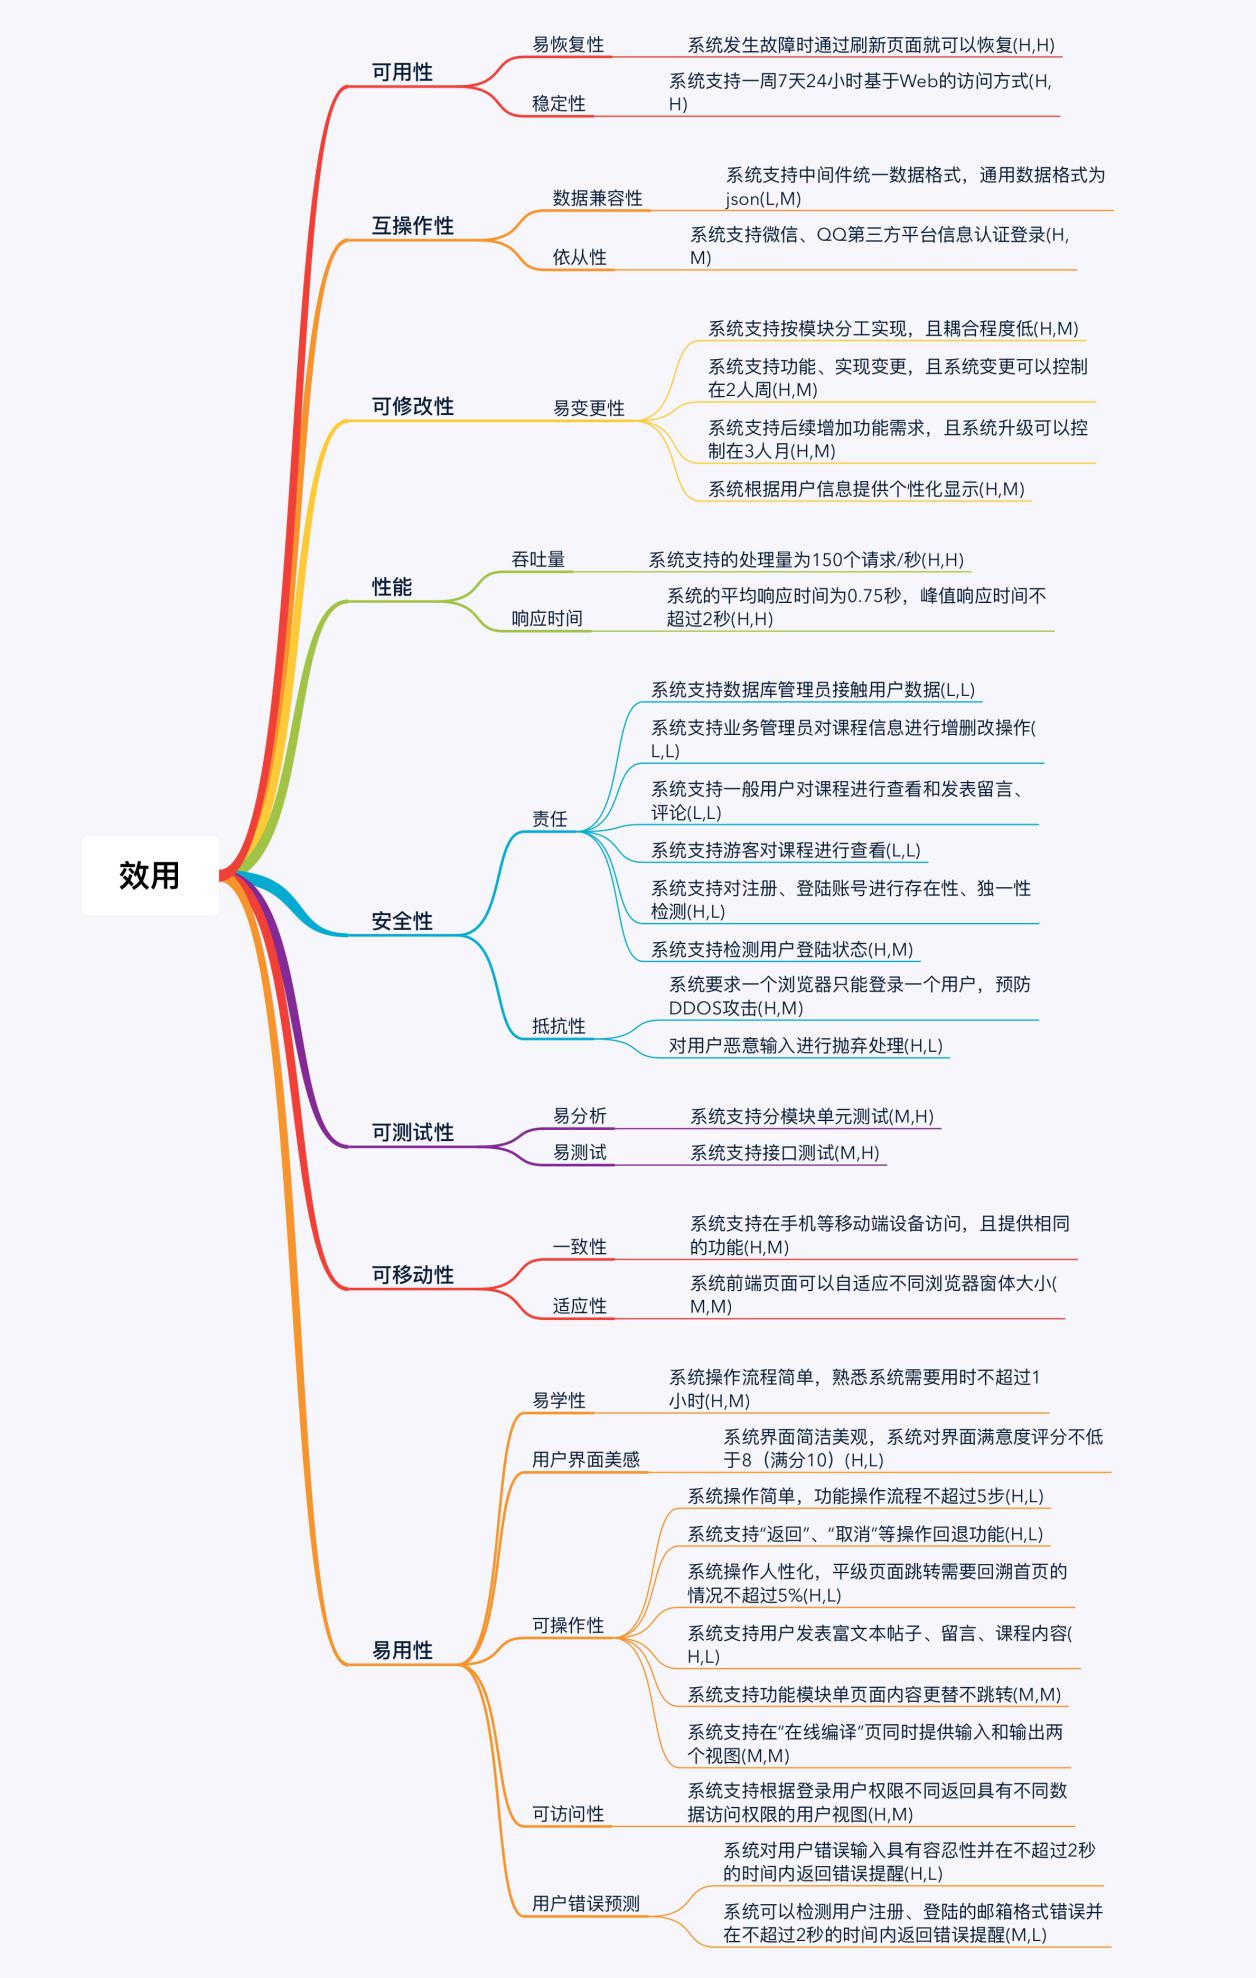 效用
可用性
易恢复性
系统发生故障时通过刷新页面就可以恢复(H,H)
稳定性
系统支持一周7天24小时基于Web的访问方式(H,
H)
互操作性
数据兼容性
系统支持中间件统一数据格式，通用数据格式为
json(L,M)
依从性
系统支持微信、QQ第三方平台信息认证登录(H,
M)
可修改性
易变更性
系统支持按模块分工实现，且耦合程度低(H,M)
系统支持功能、实现变更，且系统变更可以控制
在2人周(H,M)
系统支持后续增加功能需求，且系统升级可以控
制在3人月(H,M)
系统根据用户信息提供个性化显示(H,M)
性能
吞吐量
系统支持的处理量为150个请求/秒(H,H)
响应时间
系统的平均响应时间为0.75秒，峰值响应时间不
超过2秒(H,H)
安全性
责任
系统支持数据库管理员接触用户数据(L,L)
系统支持业务管理员对课程信息进行增删改操作(
L,L)
系统支持一般用户对课程进行查看和发表留言、
评论(L,L)
系统支持游客对课程进行查看(L,L)
系统支持对注册、登陆账号进行存在性、独一性
检测(H,L)
系统支持检测用户登陆状态(H,M)
抵抗性
系统要求一个浏览器只能登录一个用户，预防
DDOS攻击(H,M)
对用户恶意输入进行抛弃处理(H,L)
可测试性
易分析
系统支持分模块单元测试(M,H)
易测试
系统支持接口测试(M,H)
可移动性
一致性
系统支持在手机等移动端设备访问，且提供相同
的功能(H,M)
适应性
系统前端页面可以自适应不同浏览器窗体大小(
M,M)
易用性
易学性
系统操作流程简单，熟悉系统需要用时不超过1
小时(H,M)
用户界面美感
系统界面简洁美观，系统对界面满意度评分不低
于8（满分10）(H,L)
可操作性
系统操作简单，功能操作流程不超过5步(H,L)
系统支持“返回”、“取消”等操作回退功能(H,L)
系统操作人性化，平级页面跳转需要回溯首页的
情况不超过5%(H,L)
系统支持用户发表富文本帖子、留言、课程内容(
H,L)
系统支持功能模块单页面内容更替不跳转(M,M)
系统支持在“在线编译”页同时提供输入和输出两
个视图(M,M)
可访问性
系统支持根据登录用户权限不同返回具有不同数
据访问权限的用户视图(H,M)
用户错误预测
系统对用户错误输入具有容忍性并在不超过2秒
的时间内返回错误提醒(H,L)
系统可以检测用户注册、登陆的邮箱格式错误并
在不超过2秒的时间内返回错误提醒(M,L)